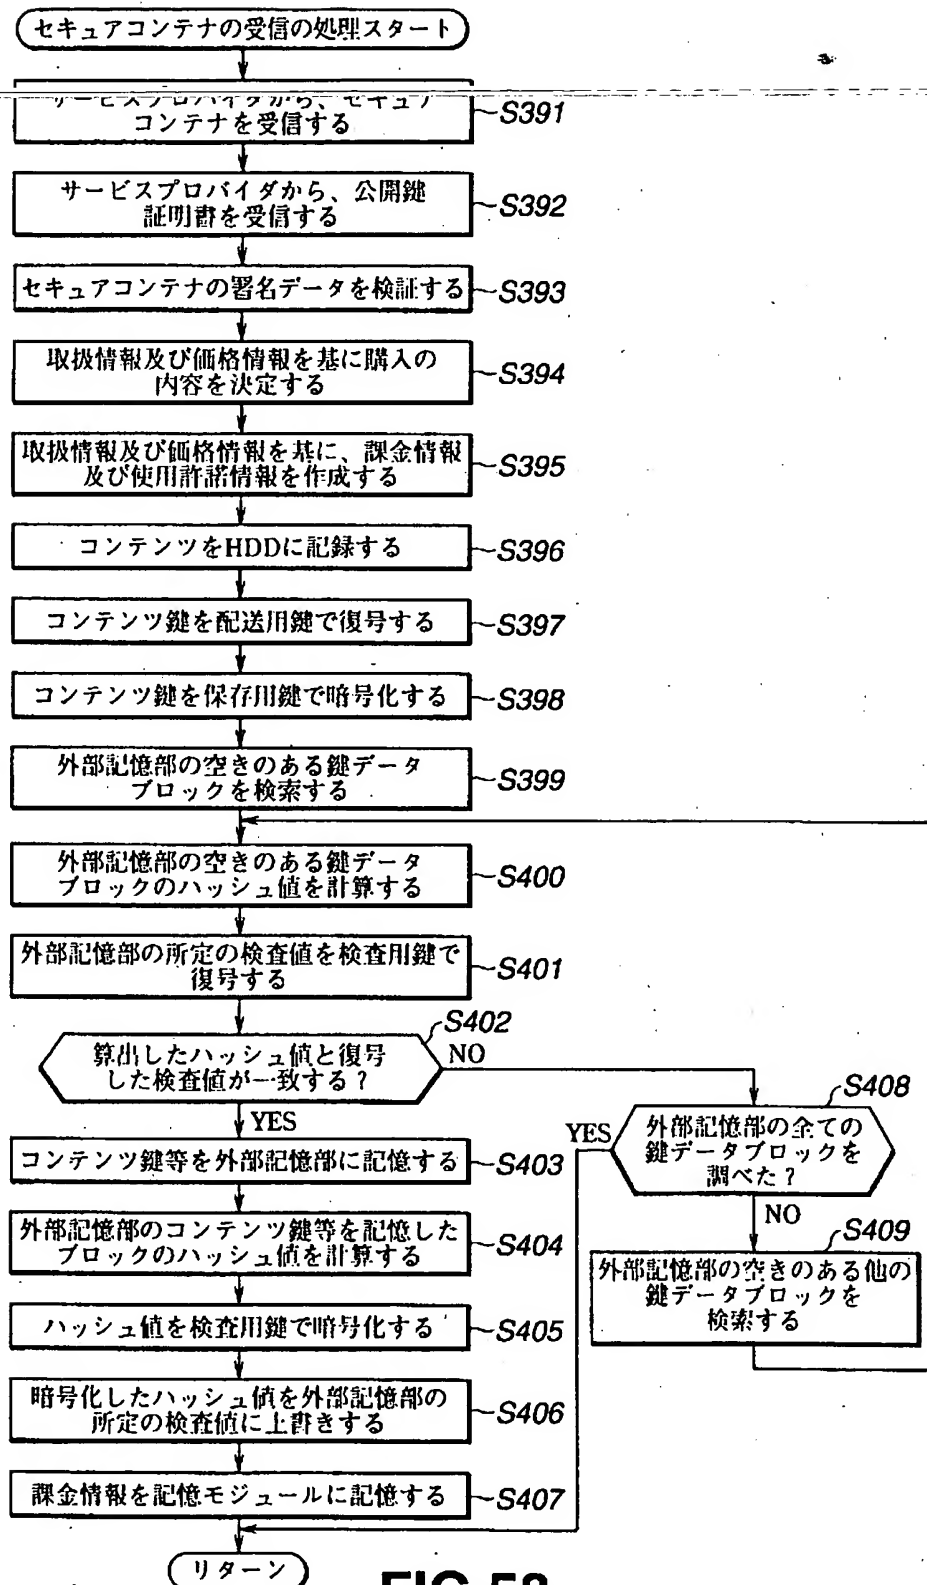 セキュアコンテナの受信の処理スタート
サービスプロバイダから、セキュア
コンテナを受信する
S391
サービスプロバイダから、公開鍵
証明書を受信する
S392
セキュアコンテナの署名データを検証する
S393
取扱情報及び価格情報を基に購入の
内容を決定する
S394
取扱情報及び価格情報を基に、課金情報
及び使用許諾情報を作成する
S395
コンテンツをHDDに記録する
S396
コンテンツ鍵を配送用鍵で復号する
S397
コンテンツ鍵を保存用鍵で暗号化する
S398
外部記憶部の空きのある鍵データ
ブロックを検索する
S399
外部記憶部の空きのある鍵データ
ブロックのハッシュ値を計算する
S400
外部記憶部の所定の検査値を検査用鍵で
復号する
S401
S402
算出したハッシュ値と復号
した検査値が一致する?
NO
YES
S408
外部記憶部の全ての
鍵データブロックを
調べた?
YES
NO
コンテンツ鍵等を外部記憶部に記憶する
S403
S409
外部記憶部の空きのある他の
鍵データブロックを
検索する
外部記憶部のコンテンツ鍵等を記憶した
ブロックのハッシュ値を計算する
S404
ハッシュ値を検査用鍵で暗号化する
S405
暗号化したハッシュ値を外部記憶部の
所定の検査値に上書きする
S406
課金情報を記憶モジュールに記憶する
S407
リターン
FIG.58